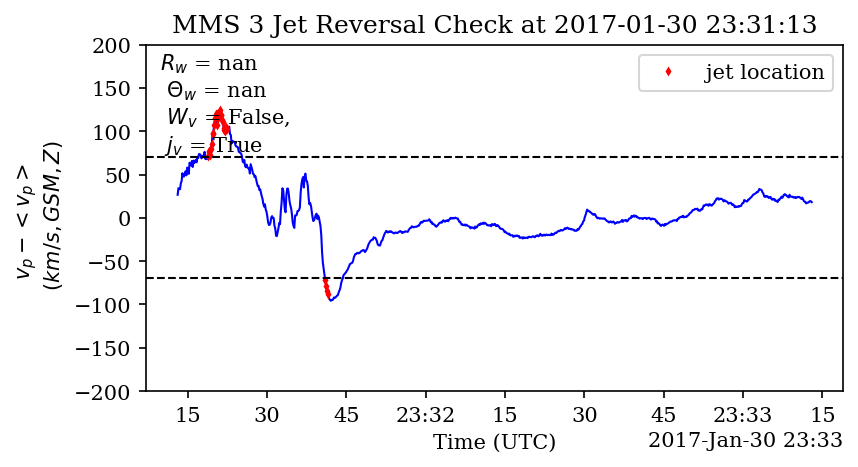 MMS 3 Jet Reversal Check at 2017-01-30 23:31:13
R_w = nan
Θ_w = nan
W_v = False,
j_v = True
jet location
v_p − <v_p>
(km/s, GSM, Z)
200
150
100
50
0
−50
−100
−150
−200
15 30 45 23:32 15 30 45 23:33 15
Time (UTC)
2017-Jan-30 23:33